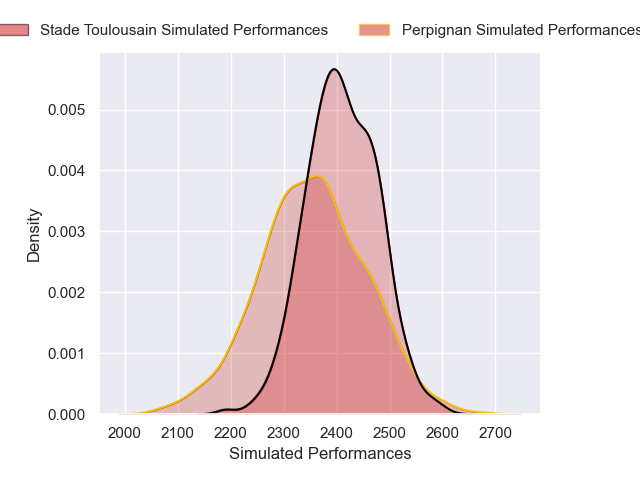 Stade Toulousain Simulated Performances Perpignan Simulated Performances
0.005
0.004
0.003
0.002
0.001
0.000
Density
2000 2100 2200 2300 2400 2500 2600 2700
Simulated Performances